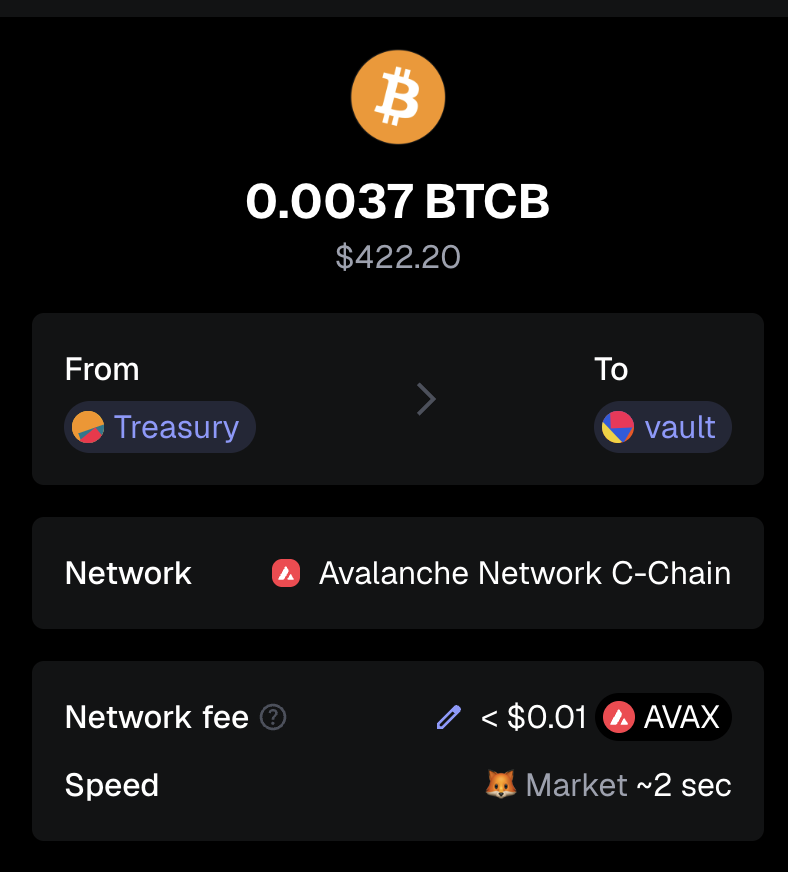 0.0037 BTCB
$422.20
From
To
Treasury
vault
Network Avalanche Network C-Chain
Network fee ? < $0.01 AVAX
Speed 🦊 Market ~2 sec